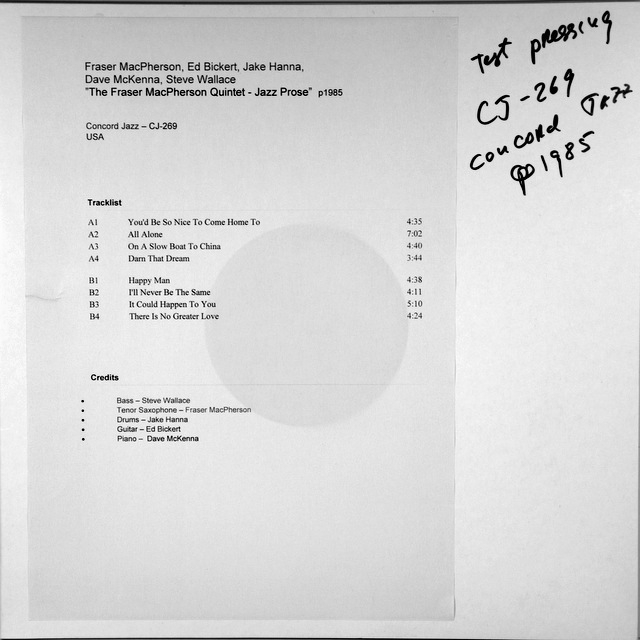 Fraser MacPherson, Ed Bickert, Jake Hanna,
Dave McKenna, Steve Wallace
"The Fraser MacPherson Quintet - Jazz Prose" p1985
Concord Jazz – CJ-269
USA
Tracklist
A1 You'd Be So Nice To Come Home To 4:35
A2 All Alone 7:02
A3 On A Slow Boat To China 4:40
A4 Darn That Dream 3:44
B1 Happy Man 4:38
B2 I'll Never Be The Same 4:11
B3 It Could Happen To You 5:10
B4 There Is No Greater Love 4:24
Credits
• Bass – Steve Wallace
• Tenor Saxophone – Fraser MacPherson
• Drums – Jake Hanna
• Guitar – Ed Bickert
• Piano – Dave McKenna
Test pressing
CJ-269
Concord Jazz
℗1985